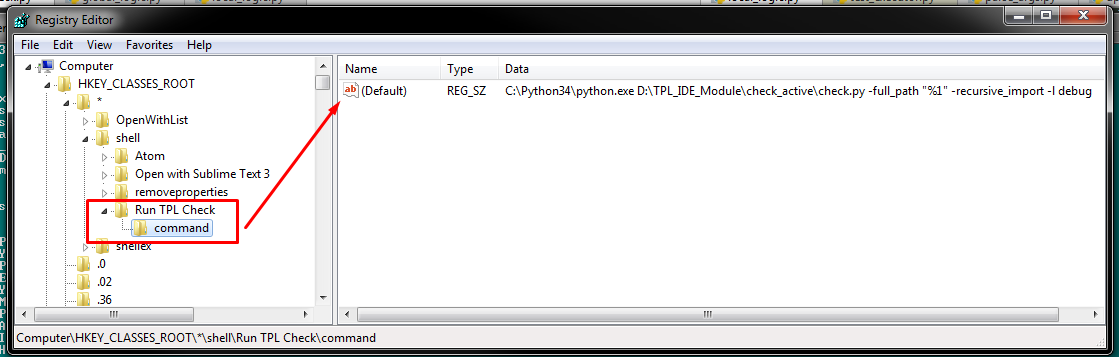 Registry Editor
File Edit View Favorites Help
Computer
HKEY_CLASSES_ROOT
*
OpenWithList
shell
Atom
Open with Sublime Text 3
removeproperties
Run TPL Check
command
shellex
.0
.02
.36
Name Type Data
ab (Default) REG_SZ C:\Python34\python.exe D:\TPL_IDE_Module\check_active\check.py -full_path "%1" -recursive_import -l debug
Computer\HKEY_CLASSES_ROOT\*\shell\Run TPL Check\command